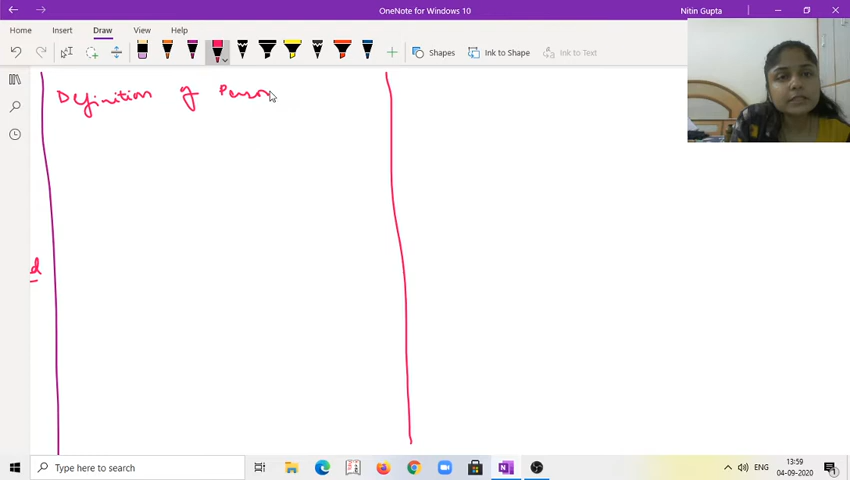 OneNote for Windows 10
Nitin Gupta
Home Insert Draw View Help
Shapes Ink to Shape Ink to Text
Definition of Person
d
Type here to search
ENG
13:59
04-09-2020